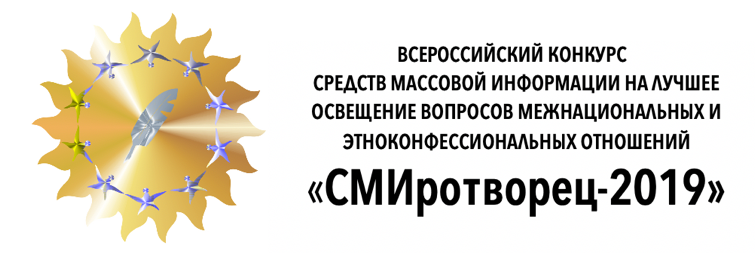 ВСЕРОССИЙСКИЙ КОНКУРС
СРЕДСТВ МАССОВОЙ ИНФОРМАЦИИ НА ЛУЧШЕЕ
ОСВЕЩЕНИЕ ВОПРОСОВ МЕЖНАЦИОНАЛЬНЫХ И
ЭТНОКОНФЕССИОНАЛЬНЫХ ОТНОШЕНИЙ
«СМИротворец-2019»